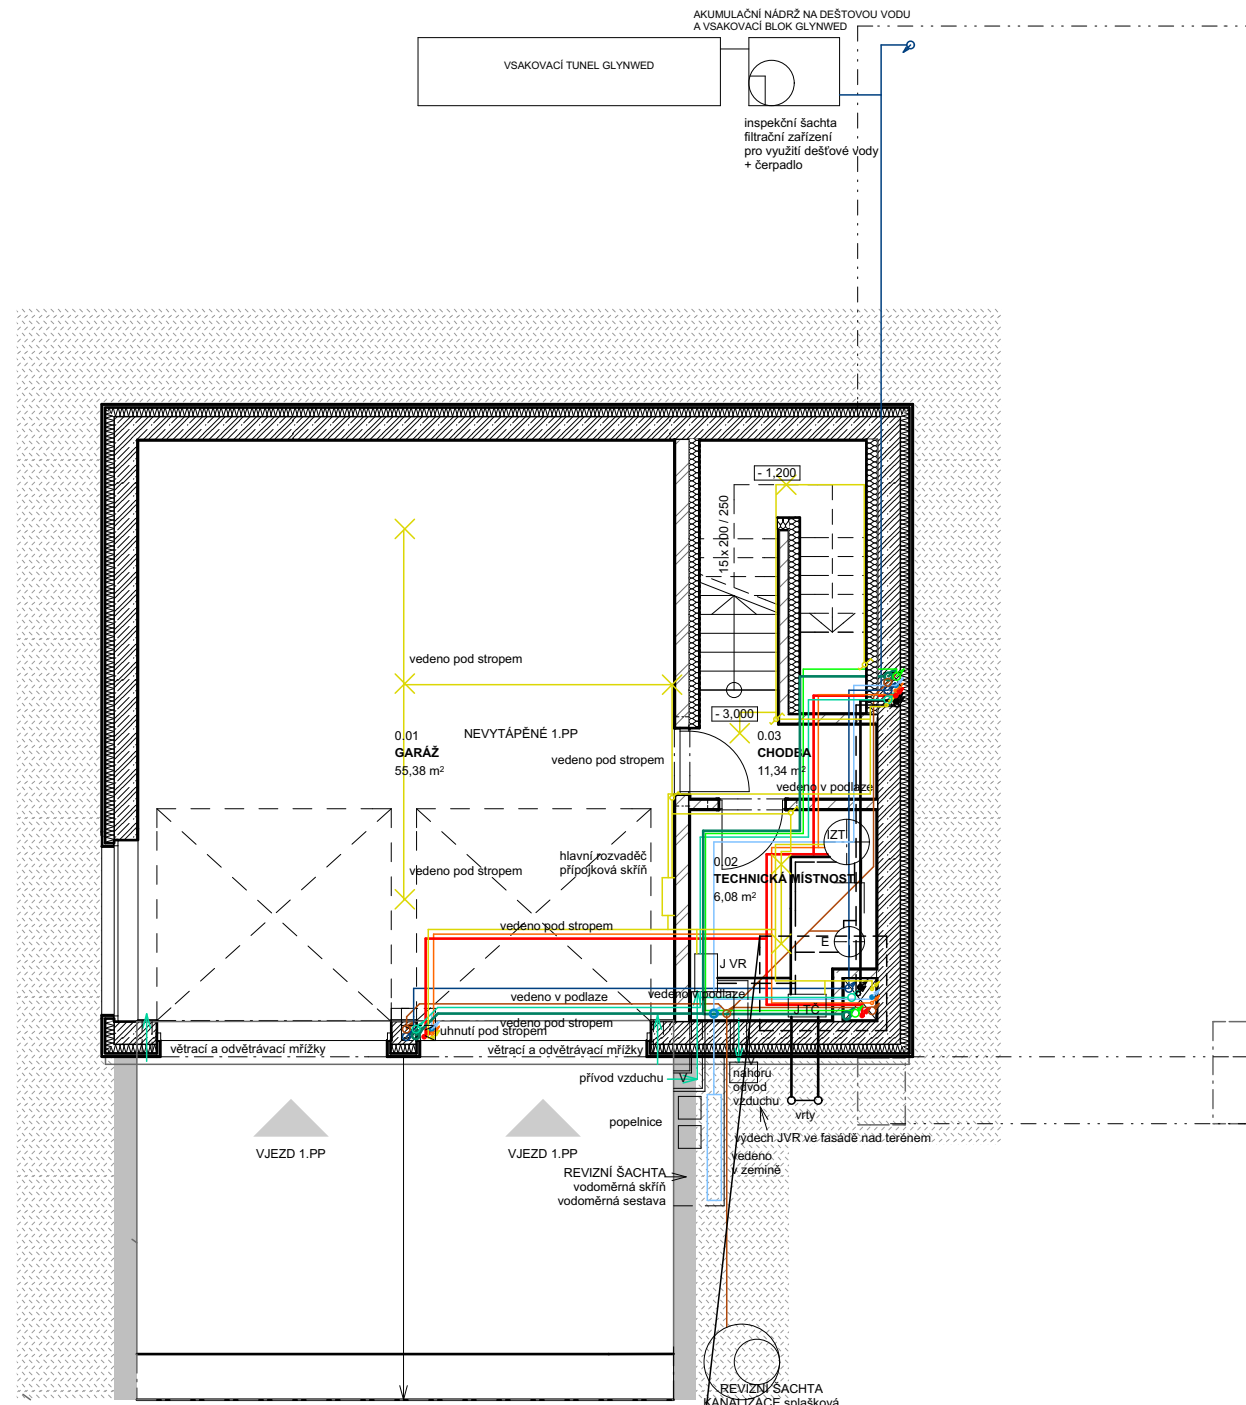 AKUMULAČNÍ NÁDRŽ NA DEŠTOVOU VODU
A VSAKOVACÍ BLOK GLYNWED
VSAKOVACÍ TUNEL GLYNWED
inspekční šachta
filtrační zařízení
pro využití dešťové vody
+ čerpadlo
- 1,200
15 x 200 / 250
vedeno pod stropem
- 3,000
0.01
GARÁŽ
55,38 m²
NEVYTÁPĚNÉ 1.PP
vedeno pod stropem
0.03
CHODBA
11,34 m²
vedeno v podlaze
IZT
hlavní rozvaděč
přípojková skříň
vedeno pod stropem
0.02
TECHNICKÁ MÍSTNOST
6,08 m²
vedeno pod stropem
E
J VR
vedeno v podlaze
vedeno v podlaze
J TČ
vedeno pod stropem
uhnutí pod stropem
větrací a odvětrávací mřížky
větrací a odvětrávací mřížky
přívod vzduchu
V
V
nahoru
odvod
vzduchu
vrty
popelnice
výdech JVR ve fasádě nad terénem
vedeno
v zemině
VJEZD 1.PP
VJEZD 1.PP
REVIZNÍ ŠACHTA
vodoměrná skříň
vodoměrná sestava
REVIZNÍ ŠACHTA
KANALIZACE splašková